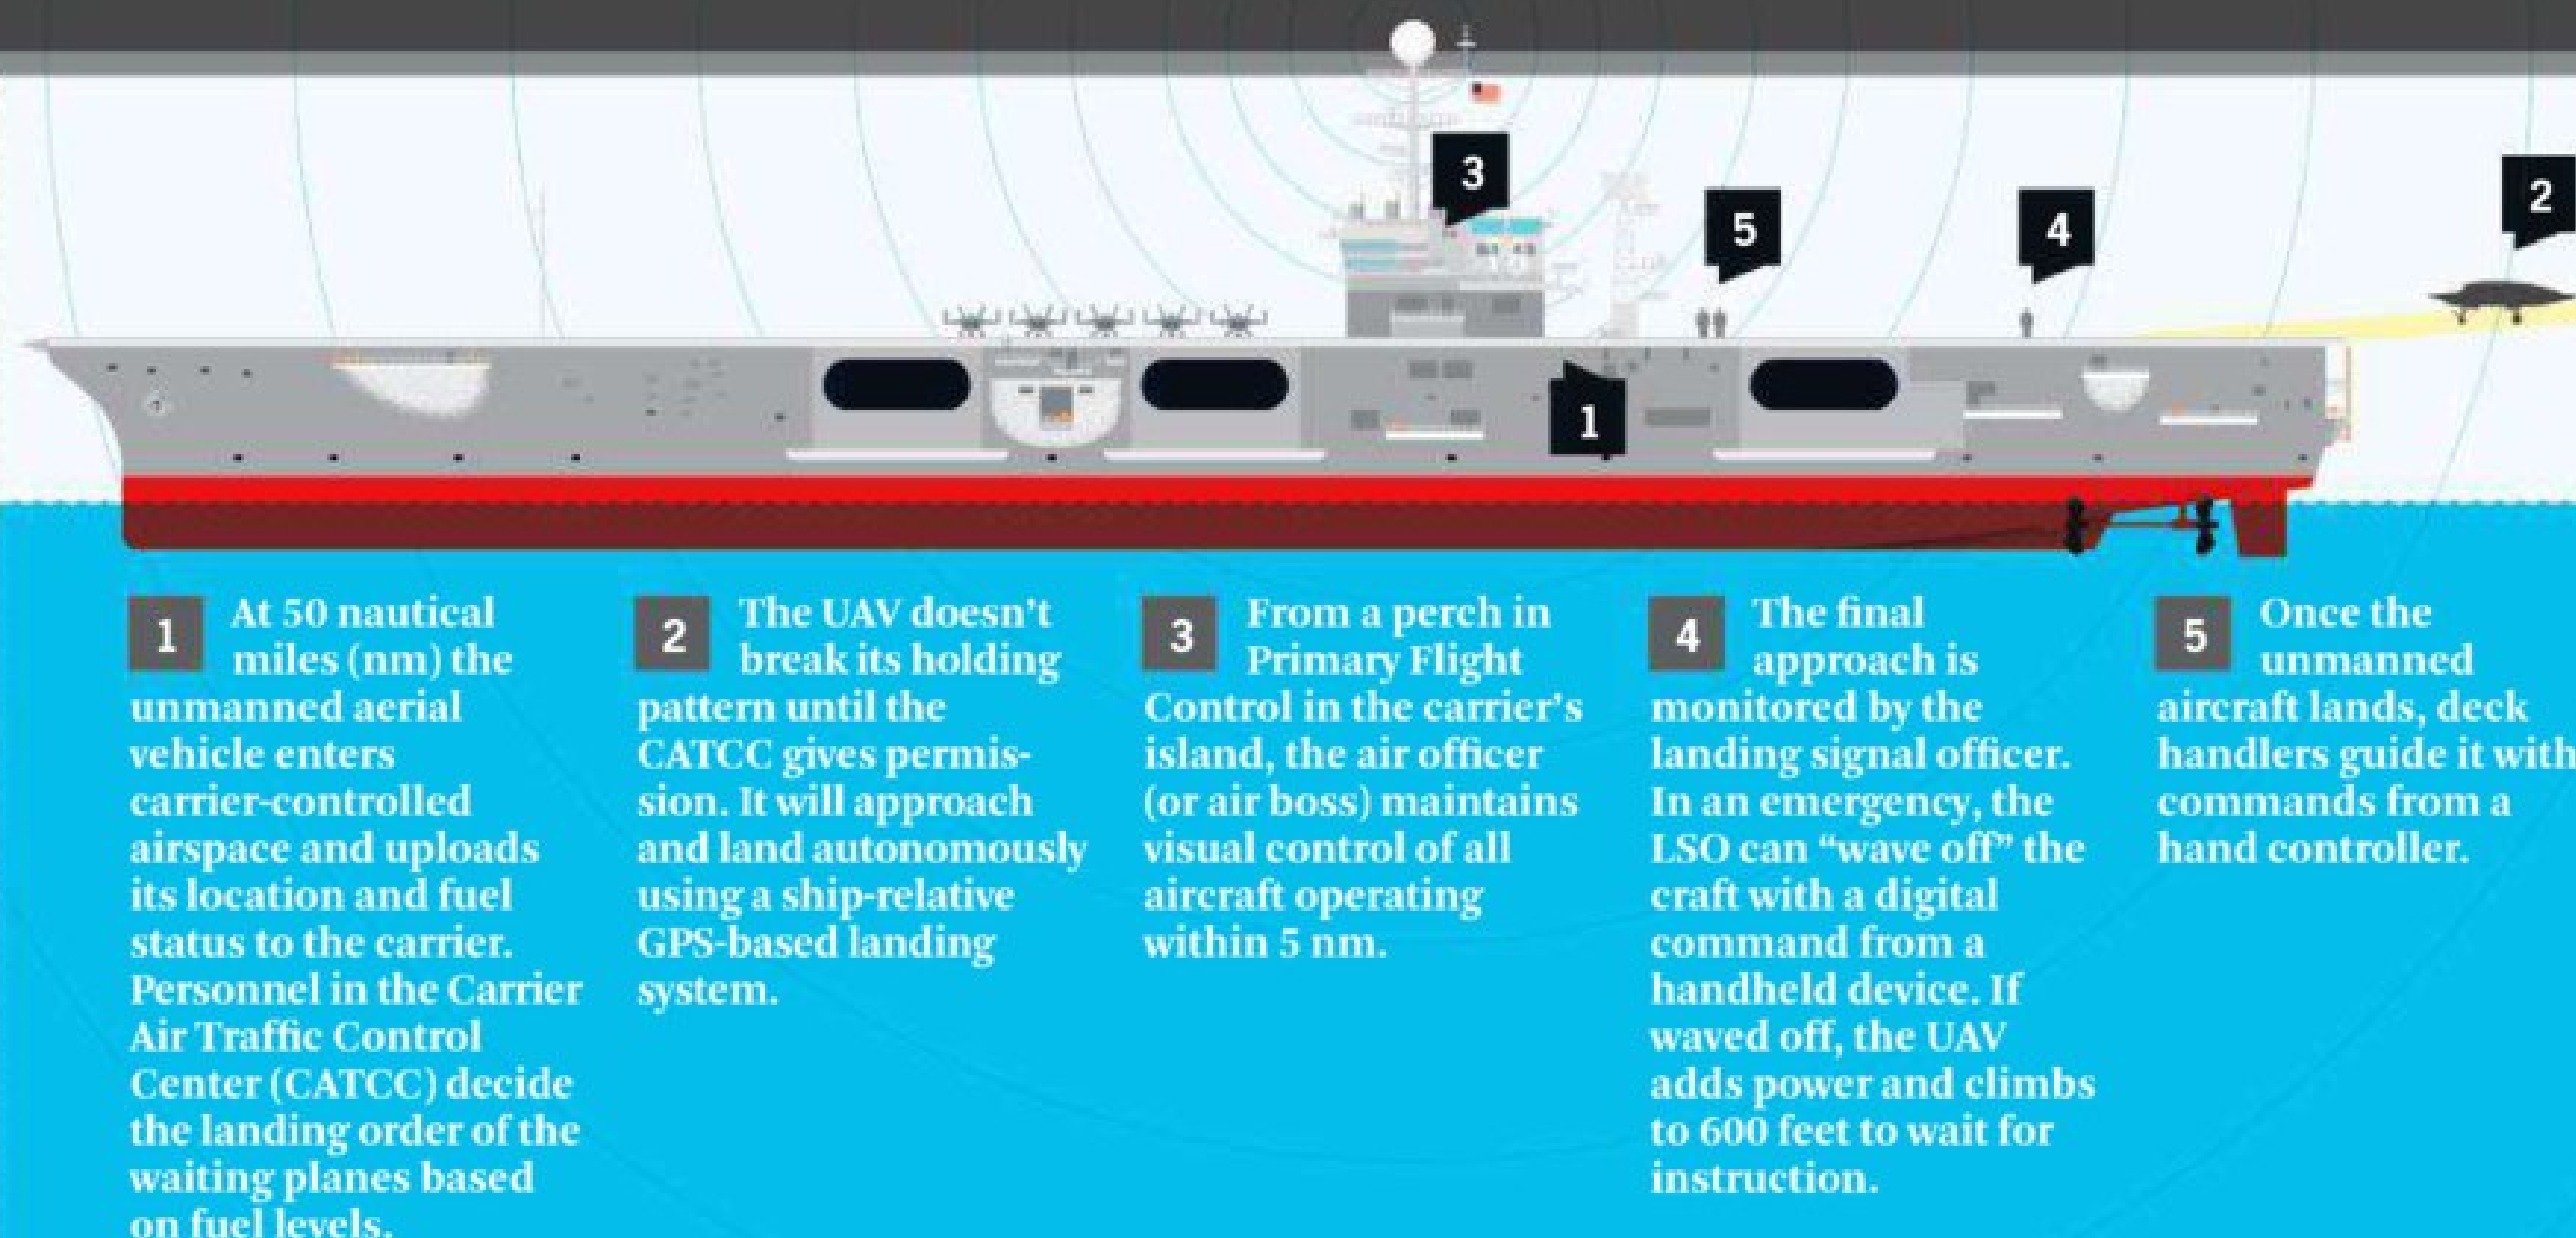 3
5
4
2
1
1 At 50 nautical
miles (nm) the
unmanned aerial
vehicle enters
carrier-controlled
airspace and uploads
its location and fuel
status to the carrier.
Personnel in the Carrier
Air Traffic Control
Center (CATCC) decide
the landing order of the
waiting planes based
on fuel levels.
2 The UAV doesn't
break its holding
pattern until the
CATCC gives permis-
sion. It will approach
and land autonomously
using a ship-relative
GPS-based landing
system.
3 From a perch in
Primary Flight
Control in the carrier's
island, the air officer
(or air boss) maintains
visual control of all
aircraft operating
within 5 nm.
4 The final
approach is
monitored by the
landing signal officer.
In an emergency, the
LSO can “wave off” the
craft with a digital
command from a
handheld device. If
waved off, the UAV
adds power and climbs
to 600 feet to wait for
instruction.
5 Once the
unmanned
aircraft lands, deck
handlers guide it with
commands from a
hand controller.